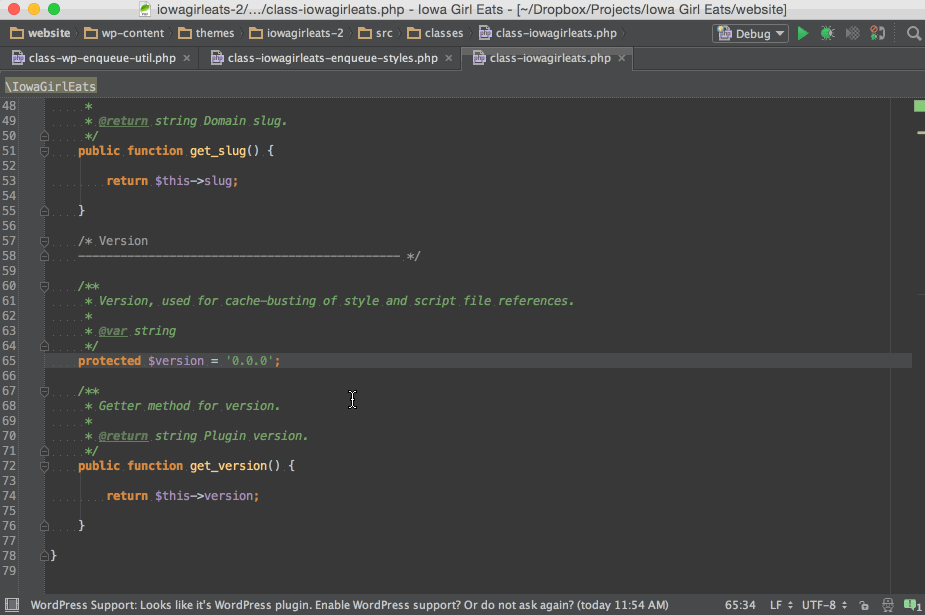 iowagirleats-2/.../class-iowagirleats.php - Iowa Girl Eats - [~/Dropbox/Projects/Iowa Girl Eats/website]
website wp-content themes iowagirleats-2 src classes class-iowagirleats.php Debug
class-wp-enqueue-util.php × class-iowagirleats-enqueue-styles.php × class-iowagirleats.php ×
\IowaGirlEats
48 *
49 * @return string Domain slug.
50 */
51 public function get_slug() {
52
53 return $this->slug;
54
55 }
56
57 /* Version
58 ---------------------------------------------- */
59
60 /**
61 * Version, used for cache-busting of style and script file references.
62 *
63 * @var string
64 */
65 protected $version = '0.0.0';
66
67 /**
68 * Getter method for version.
69 *
70 * @return string Plugin version.
71 */
72 public function get_version() {
73
74 return $this->version;
75
76 }
77
78 }
79
WordPress Support: Looks like it's WordPress plugin. Enable WordPress support? Or do not ask again? (today 11:54 AM) 65:34 LF UTF-8 1